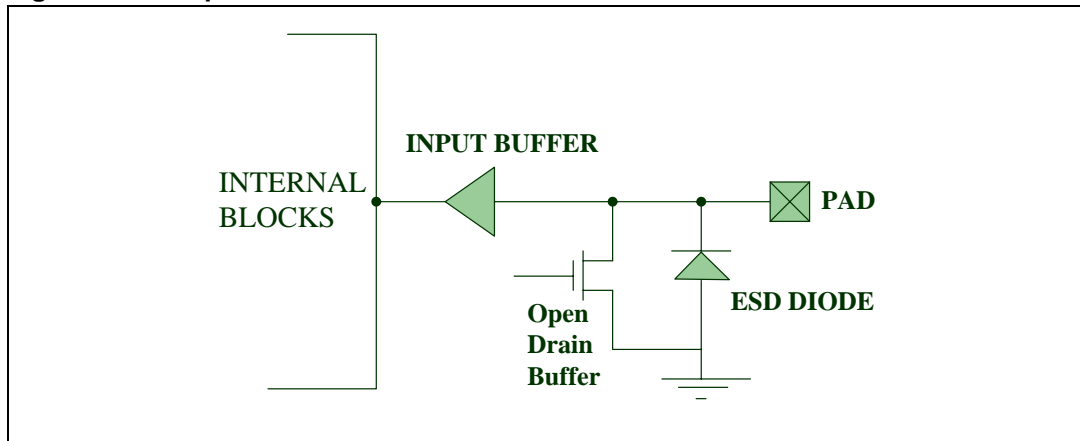 INPUT BUFFER
INTERNAL
BLOCKS
PAD
ESD DIODE
Open
Drain
Buffer